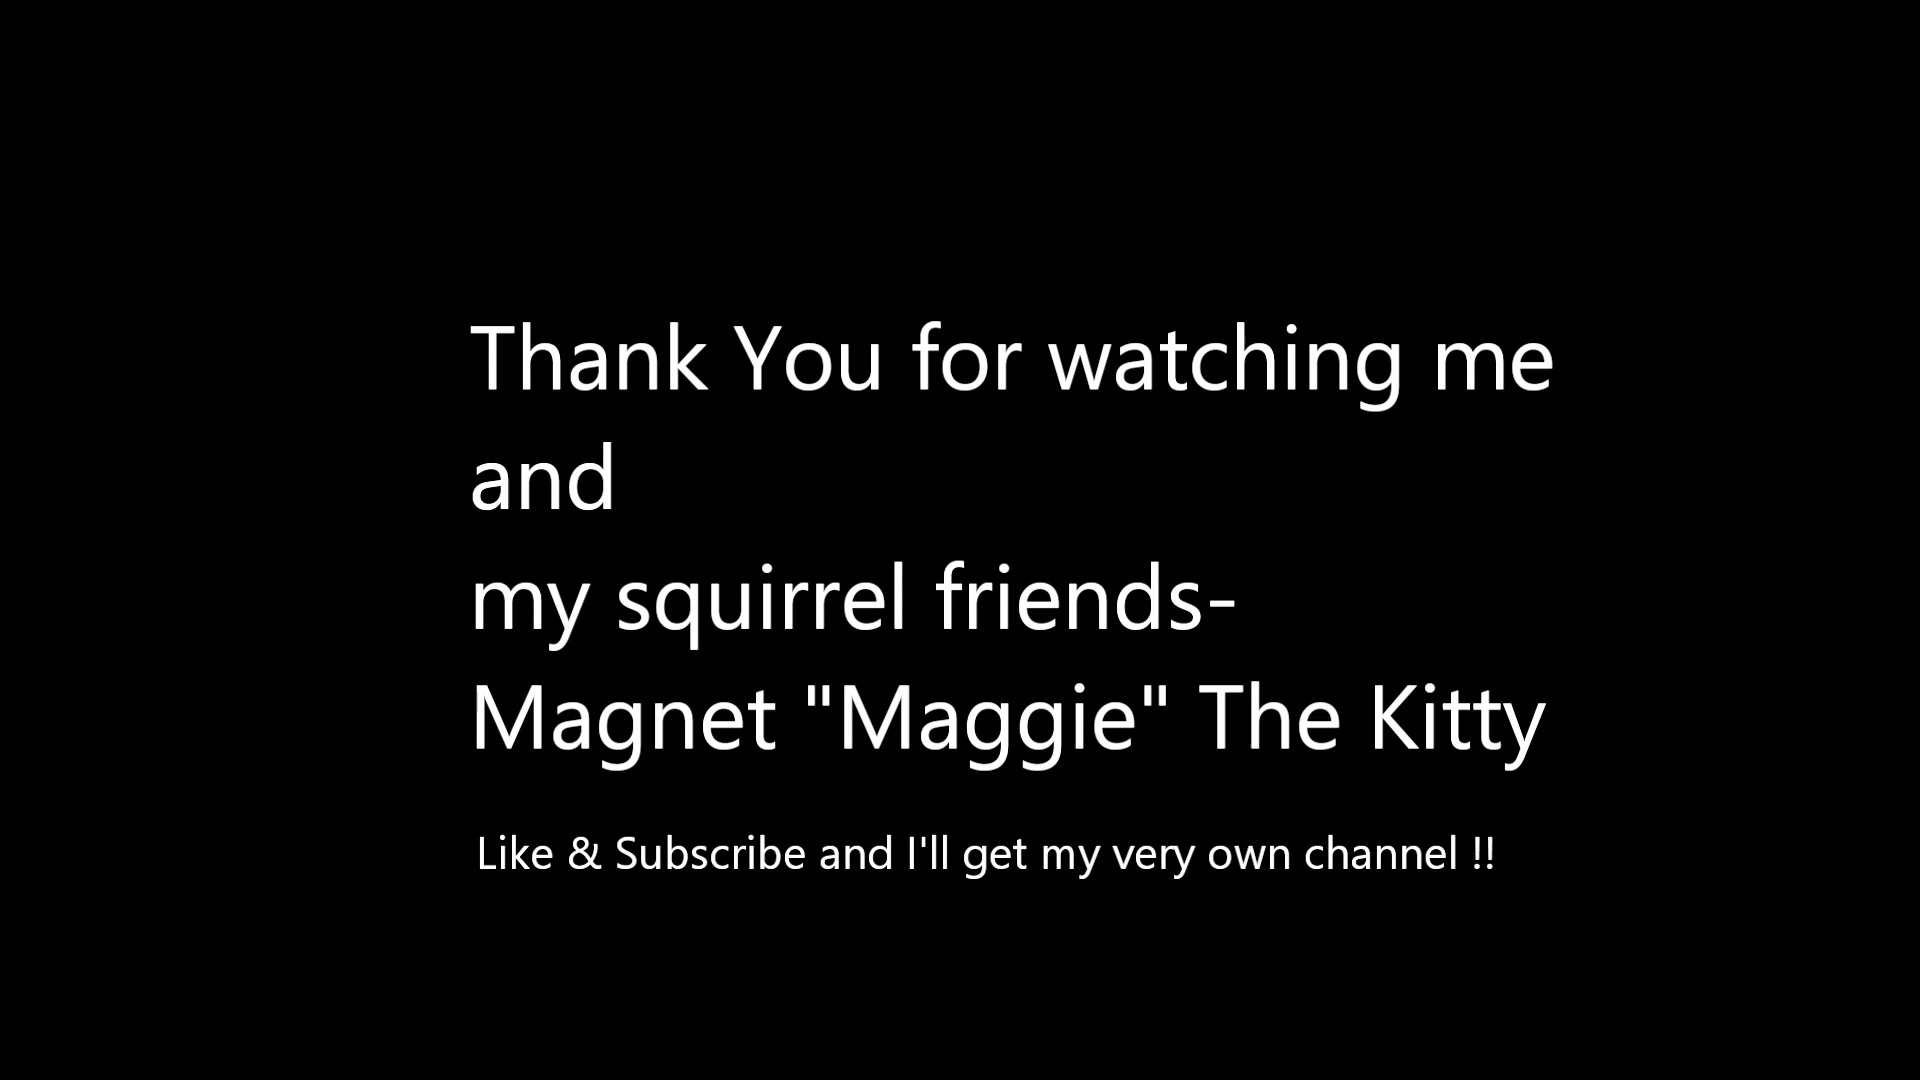 Thank You for watching me
and
my squirrel friends-
Magnet "Maggie" The Kitty
Like & Subscribe and I'll get my very own channel !!